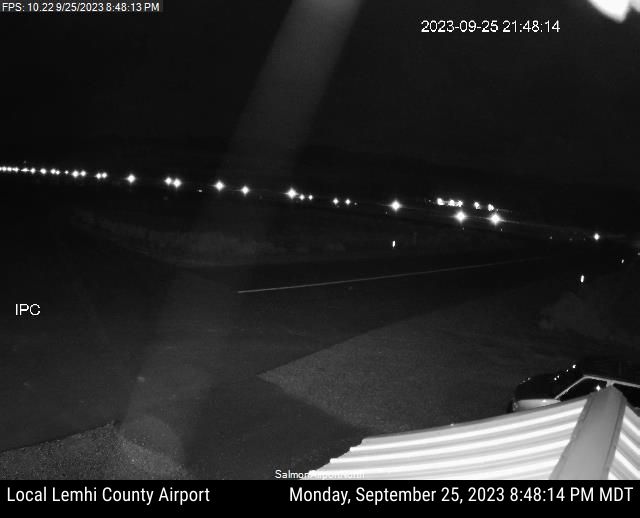 FPS: 10.22 9/25/2023 8:48:13 PM
2023-09-25 21:48:14
IPC
SalmonAirportNorth
Local Lemhi County Airport
Monday, September 25, 2023 8:48:14 PM MDT